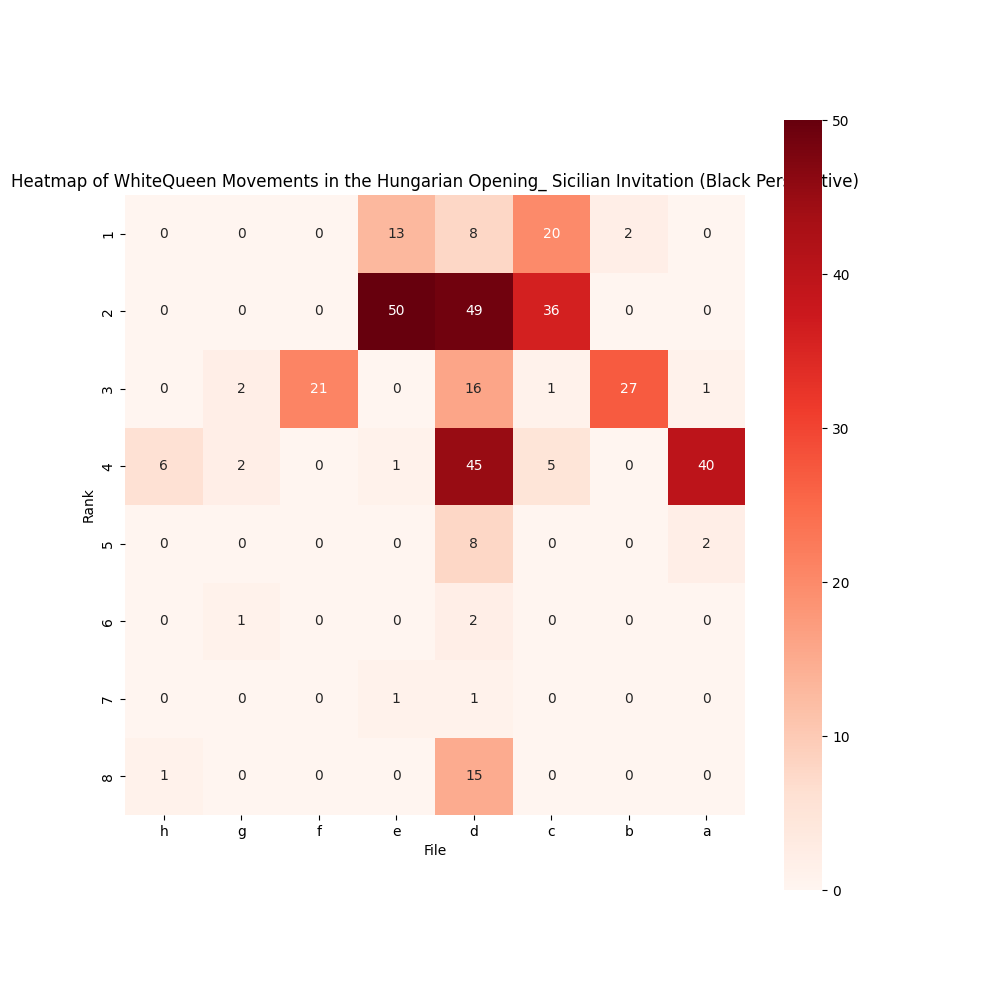 50
Heatmap of WhiteQueen Movements in the Hungarian Opening_ Sicilian Invitation (Black Perspective)
1 0 0 0 13 8 20 2 0
2 0 0 0 50 49 36 0 0
3 0 2 21 0 16 1 27 1
4 6 2 0 1 45 5 0 40
5 0 0 0 0 8 0 0 2
6 0 1 0 0 2 0 0 0
7 0 0 0 1 1 0 0 0
8 1 0 0 0 15 0 0 0
h g f e d c b a
File
Rank
40
30
20
10
0